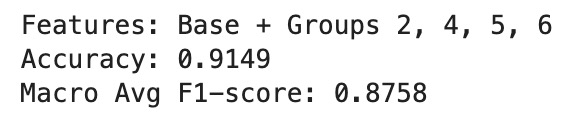 Features: Base + Groups 2, 4, 5, 6
Accuracy: 0.9149
Macro Avg F1-score: 0.8758